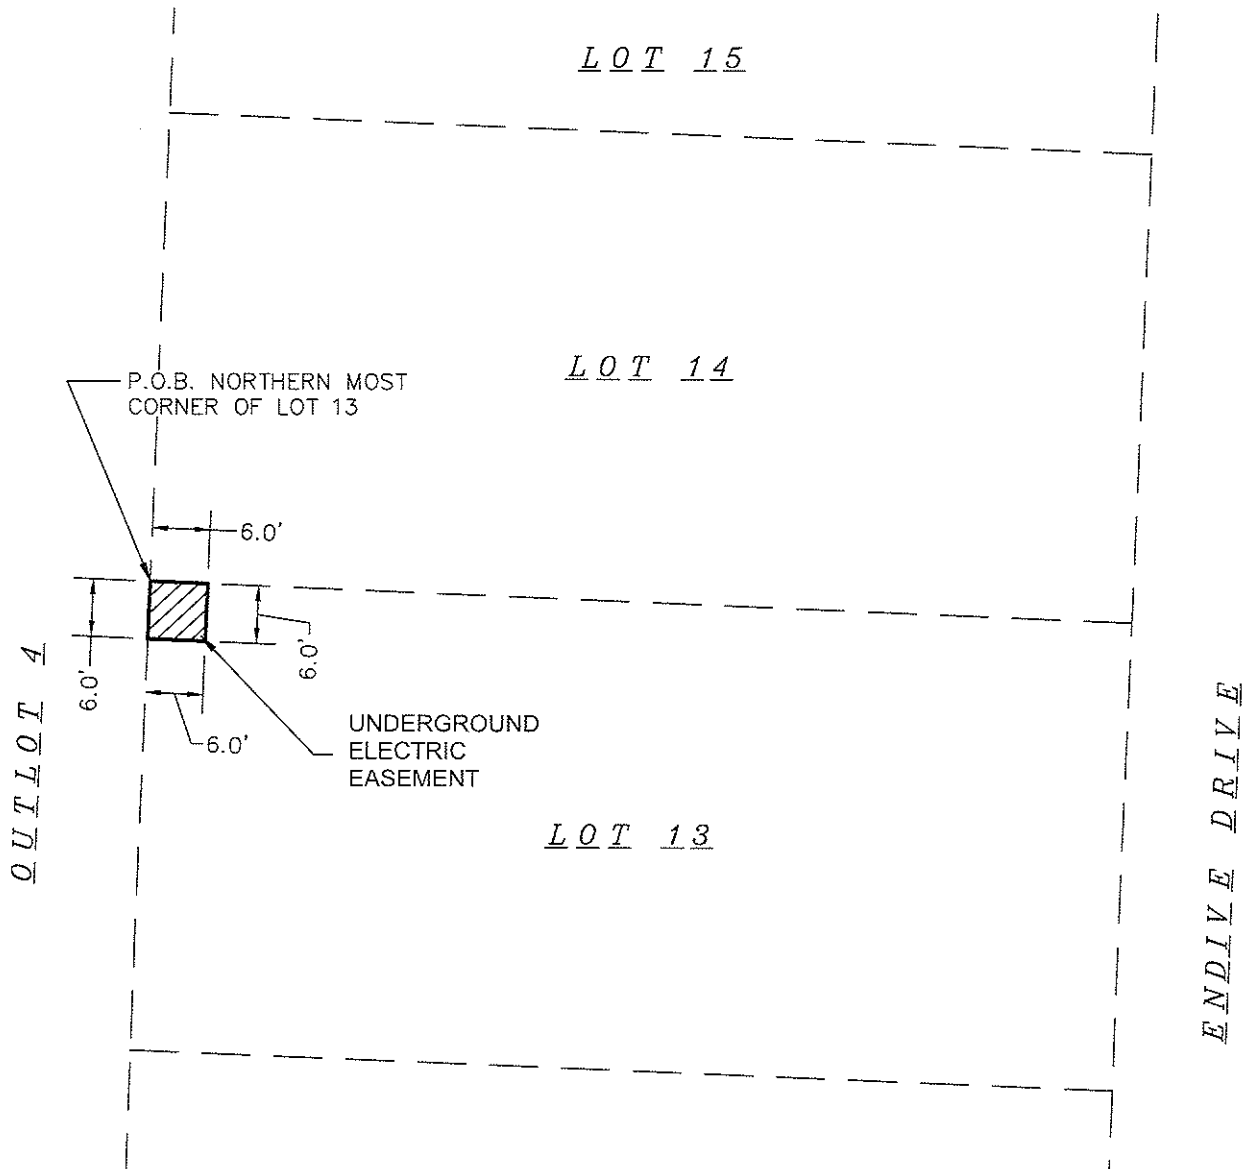 LOT 15
LOT 14
P.O.B. NORTHERN MOST
CORNER OF LOT 13
6.0'
6.0'
6.0'
6.0'
UNDERGROUND
ELECTRIC
EASEMENT
LOT 13
OUTLOT 4
ENDIVE DRIVE